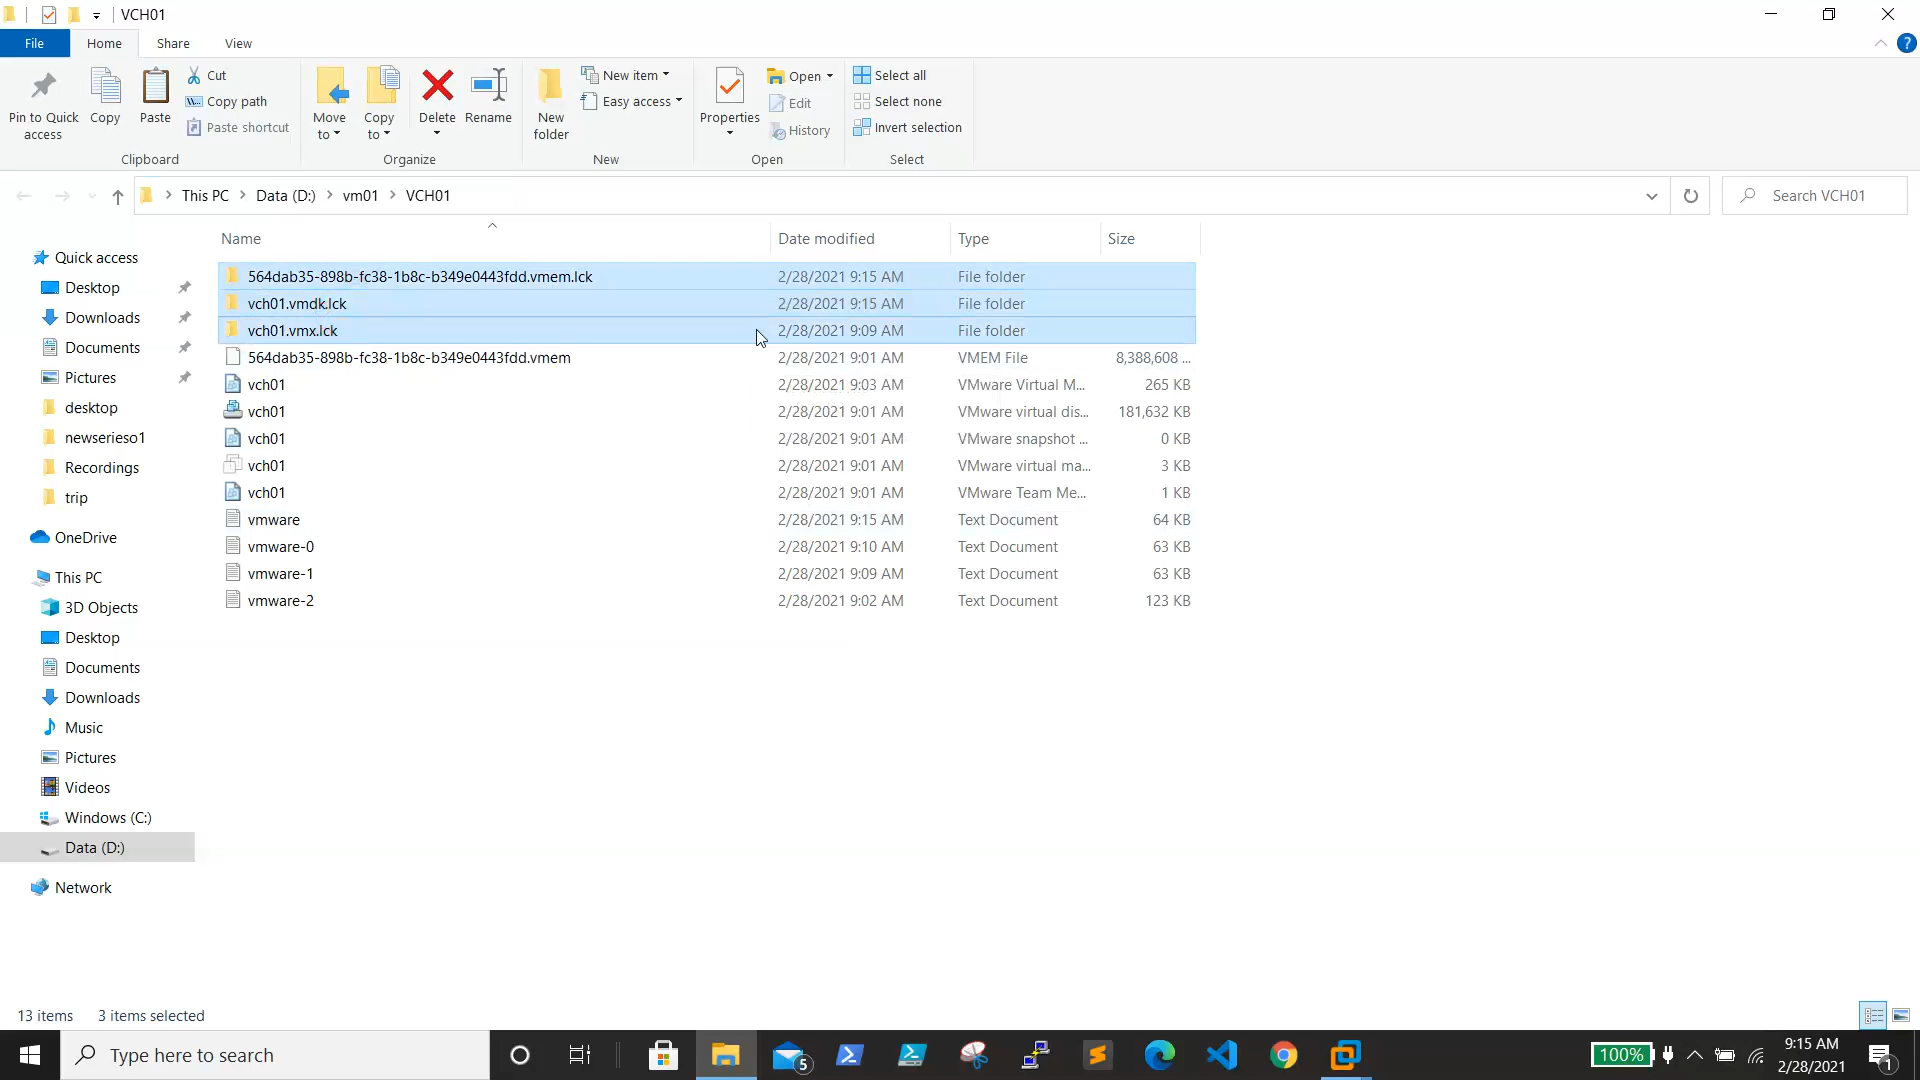 VCH01
File Home Share View
Pin to Quick access
Copy
Paste
Cut
Copy path
Paste shortcut
Clipboard
Move to
Copy to
Delete
Rename
Organize
New folder
New item
Easy access
New
Properties
Open
Edit
History
Open
Select all
Select none
Invert selection
Select
This PC > Data (D:) > vm01 > VCH01
Search VCH01
Name Date modified Type Size
564dab35-898b-fc38-1b8c-b349e0443fdd.vmem.lck 2/28/2021 9:15 AM File folder
vch01.vmdk.lck 2/28/2021 9:15 AM File folder
vch01.vmx.lck 2/28/2021 9:09 AM File folder
564dab35-898b-fc38-1b8c-b349e0443fdd.vmem 2/28/2021 9:01 AM VMEM File 8,388,608 ...
vch01 2/28/2021 9:03 AM VMware Virtual M... 265 KB
vch01 2/28/2021 9:01 AM VMware virtual dis... 181,632 KB
vch01 2/28/2021 9:01 AM VMware snapshot ... 0 KB
vch01 2/28/2021 9:01 AM VMware virtual ma... 3 KB
vch01 2/28/2021 9:01 AM VMware Team Me... 1 KB
vmware 2/28/2021 9:15 AM Text Document 64 KB
vmware-0 2/28/2021 9:10 AM Text Document 63 KB
vmware-1 2/28/2021 9:09 AM Text Document 63 KB
vmware-2 2/28/2021 9:02 AM Text Document 123 KB
Quick access
Desktop
Downloads
Documents
Pictures
desktop
newserieso1
Recordings
trip
OneDrive
This PC
3D Objects
Desktop
Documents
Downloads
Music
Pictures
Videos
Windows (C:)
Data (D:)
Network
13 items 3 items selected
Type here to search
5
100%
9:15 AM
2/28/2021
1